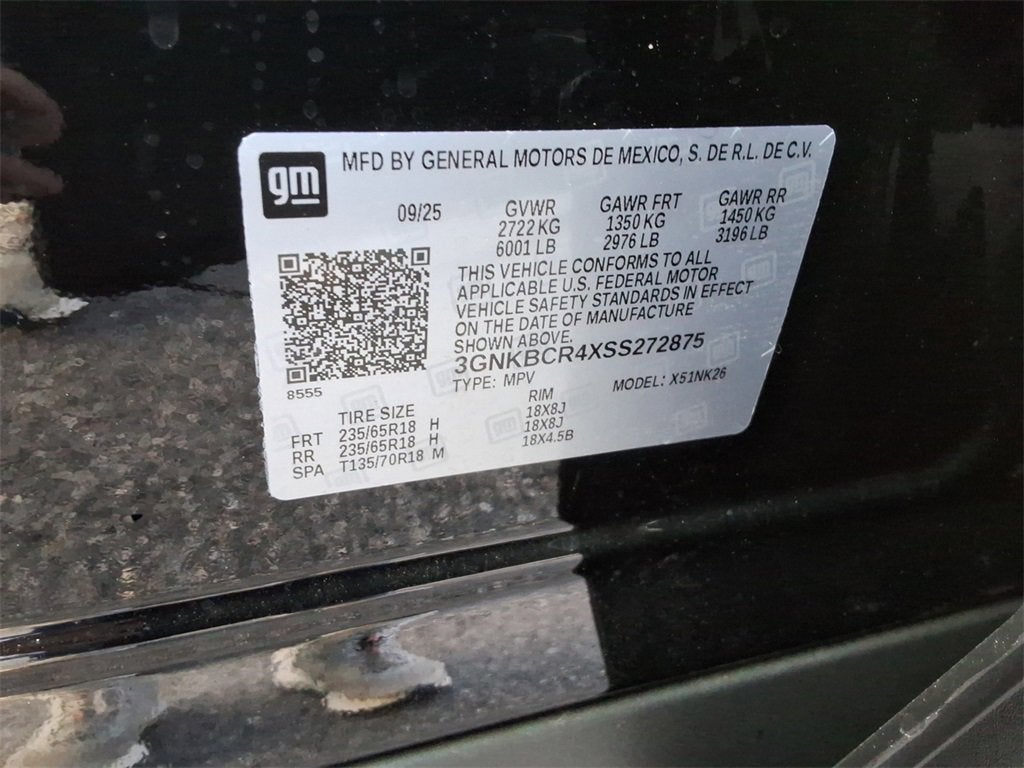 gm
MFD BY GENERAL MOTORS DE MEXICO, S. DE R.L. DE C.V.
09/25 GVWR GAWR FRT GAWR RR
2722 KG 1350 KG 1450 KG
6001 LB 2976 LB 3196 LB
THIS VEHICLE CONFORMS TO ALL
APPLICABLE U.S. FEDERAL MOTOR
VEHICLE SAFETY STANDARDS IN EFFECT
ON THE DATE OF MANUFACTURE
SHOWN ABOVE.
3GNKBCR4XSS272875
TYPE: MPV MODEL: X51NK26
8555
TIRE SIZE RIM
FRT 235/65R18 H 18X8J
RR 235/65R18 H 18X8J
SPA T135/70R18 M 18X4.5B